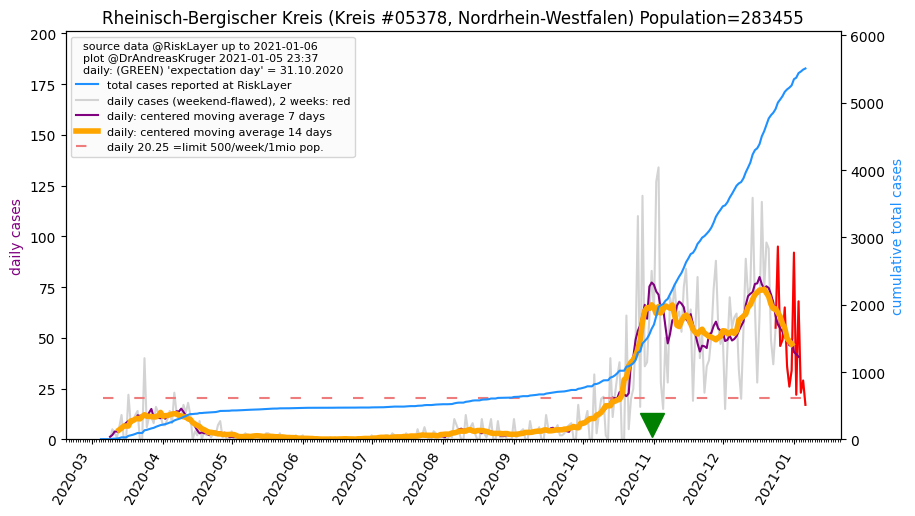 Rheinisch-Bergischer Kreis (Kreis #05378, Nordrhein-Westfalen) Population=283455
source data @RiskLayer up to 2021-01-06
plot @DrAndreasKruger 2021-01-05 23:37
daily: (GREEN) 'expectation day' = 31.10.2020
total cases reported at RiskLayer
daily cases (weekend-flawed), 2 weeks: red
daily: centered moving average 7 days
daily: centered moving average 14 days
daily 20.25 =limit 500/week/1mio pop.
daily cases
200
175
150
125
100
75
50
25
0
cumulative total cases
6000
5000
4000
3000
2000
1000
0
2020-03
2020-04
2020-05
2020-06
2020-07
2020-08
2020-09
2020-10
2020-11
2020-12
2021-01